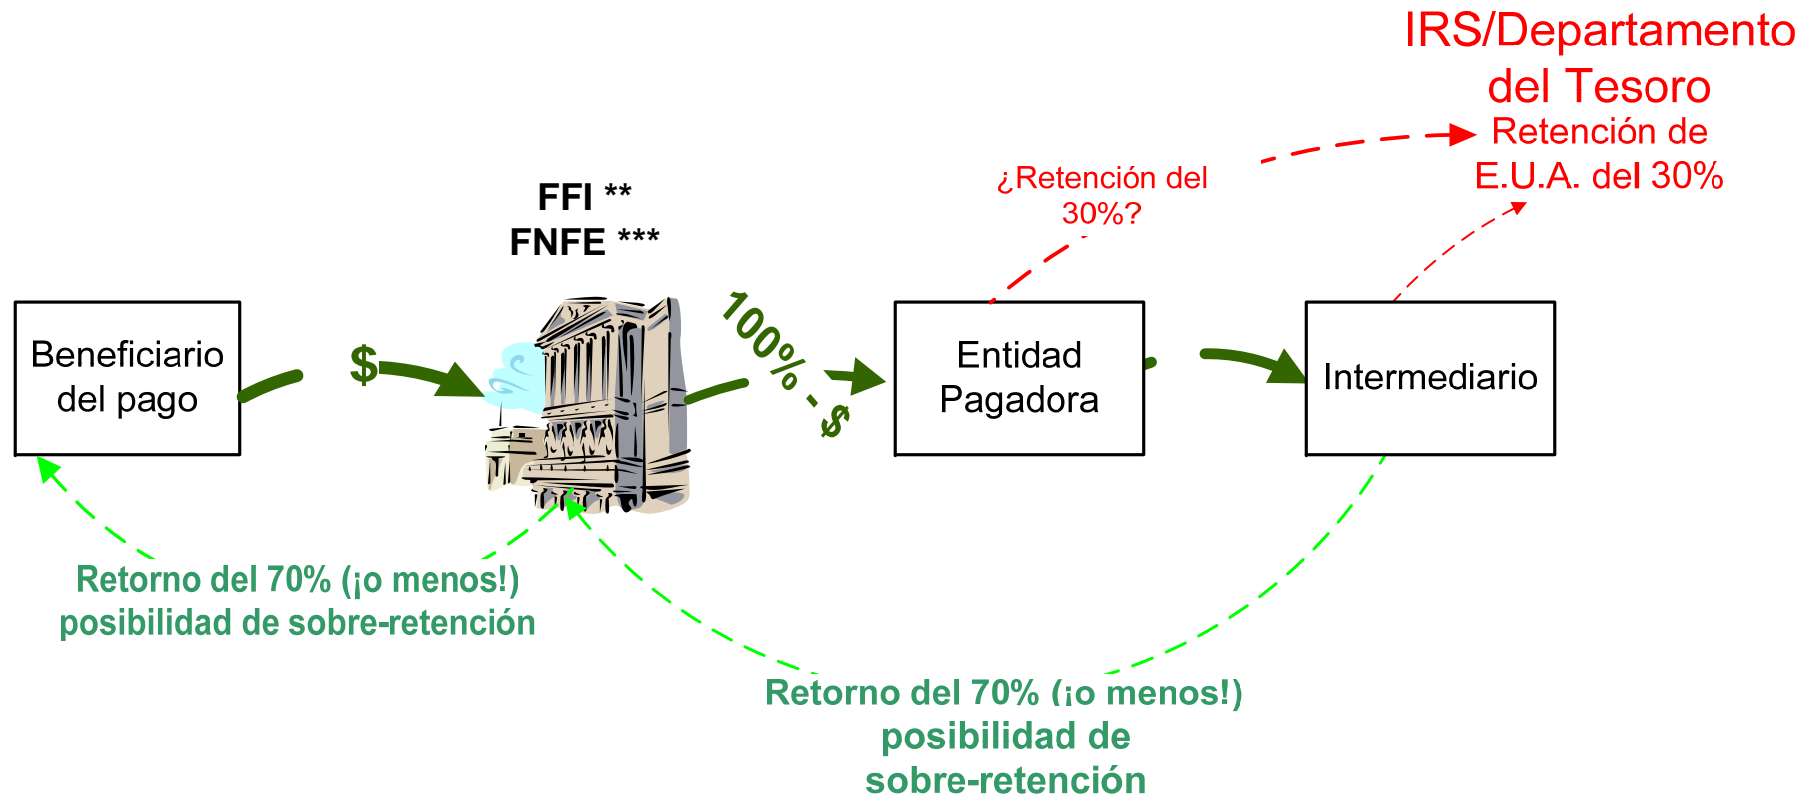 IRS/Departamento
del Tesoro
Retención de
E.U.A. del 30%
¿Retención del
30%?
FFI **
FNFE ***
Beneficiario
del pago
$
100% - $
Entidad
Pagadora
Intermediario
Retorno del 70% (¡o menos!)
posibilidad de sobre-retención
Retorno del 70% (¡o menos!)
posibilidad de
sobre-retención